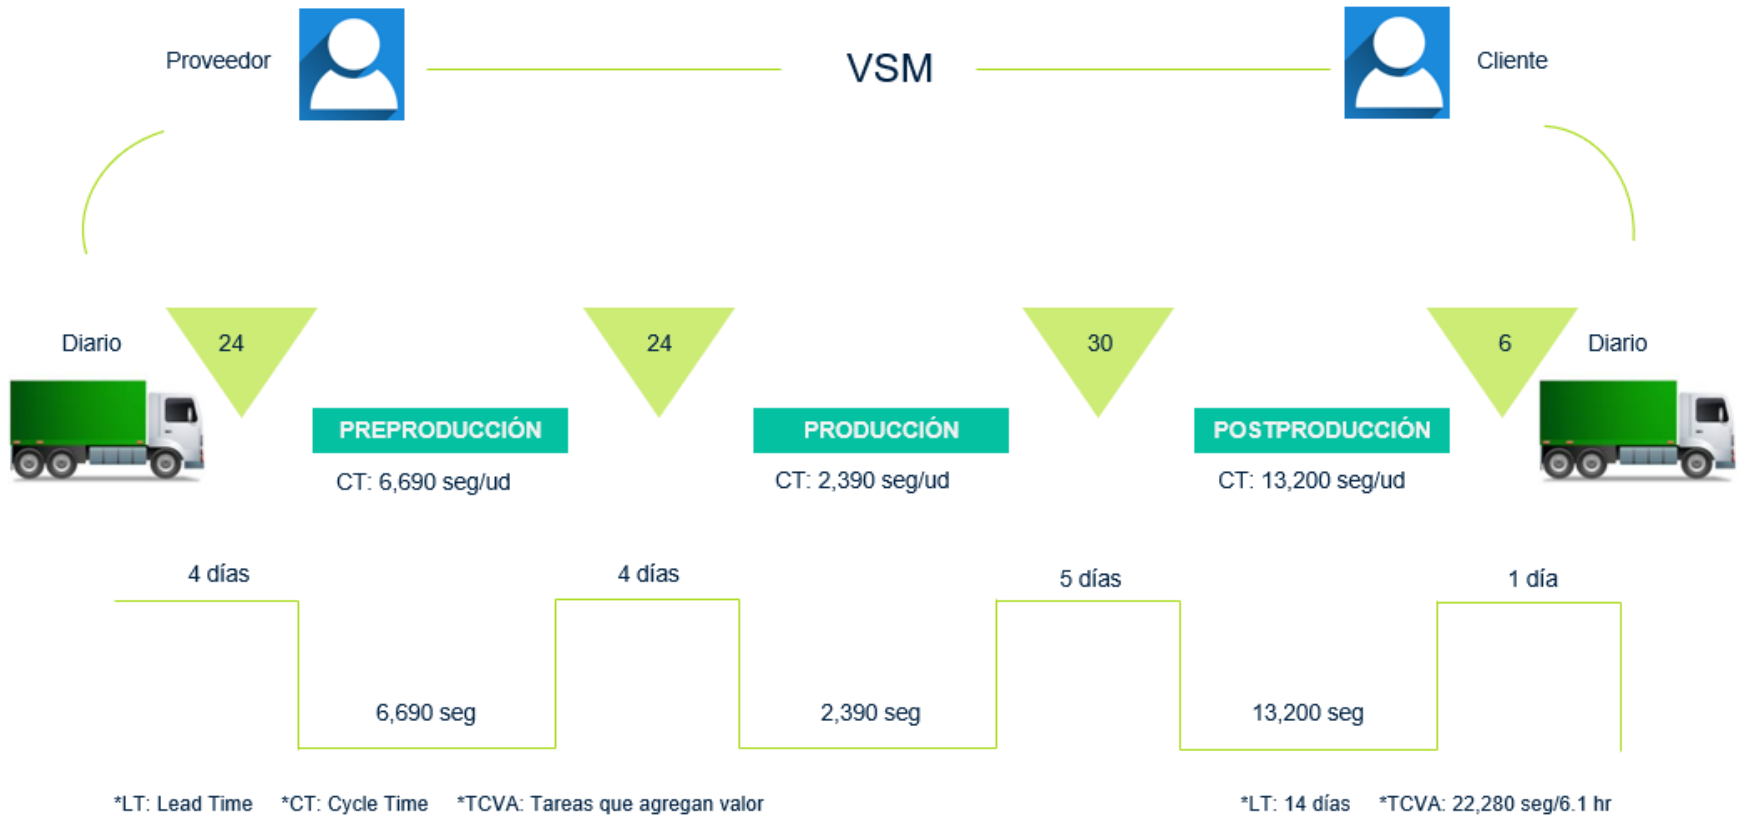 Proveedor
VSM
Cliente
Diario
24
24
30
6
Diario
PREPRODUCCIÓN
PRODUCCIÓN
POSTPRODUCCIÓN
CT: 6,690 seg/ud
CT: 2,390 seg/ud
CT: 13,200 seg/ud
4 días
4 días
5 días
1 día
6,690 seg
2,390 seg
13,200 seg
*LT: Lead Time *CT: Cycle Time *TCVA: Tareas que agregan valor
*LT: 14 días *TCVA: 22,280 seg/6.1 hr